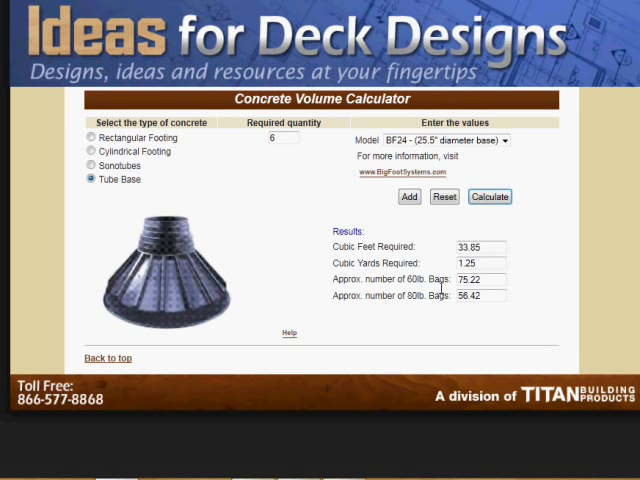 Ideas for Deck Designs
Designs, ideas and resources at your fingertips
Concrete Volume Calculator
Select the type of concrete
Required quantity
Enter the values
Rectangular Footing
Cylindrical Footing
Sonotubes
Tube Base
6
Model BF24 - (25.5" diameter base)
For more information, visit
www.BigFootSystems.com
Add Reset Calculate
Results:
Cubic Feet Required: 33.85
Cubic Yards Required: 1.25
Approx. number of 60lb. Bags: 75.22
Approx. number of 80lb. Bags: 56.42
Help
Back to top
Toll Free:
866-577-8868
A division of TITAN BUILDING PRODUCTS